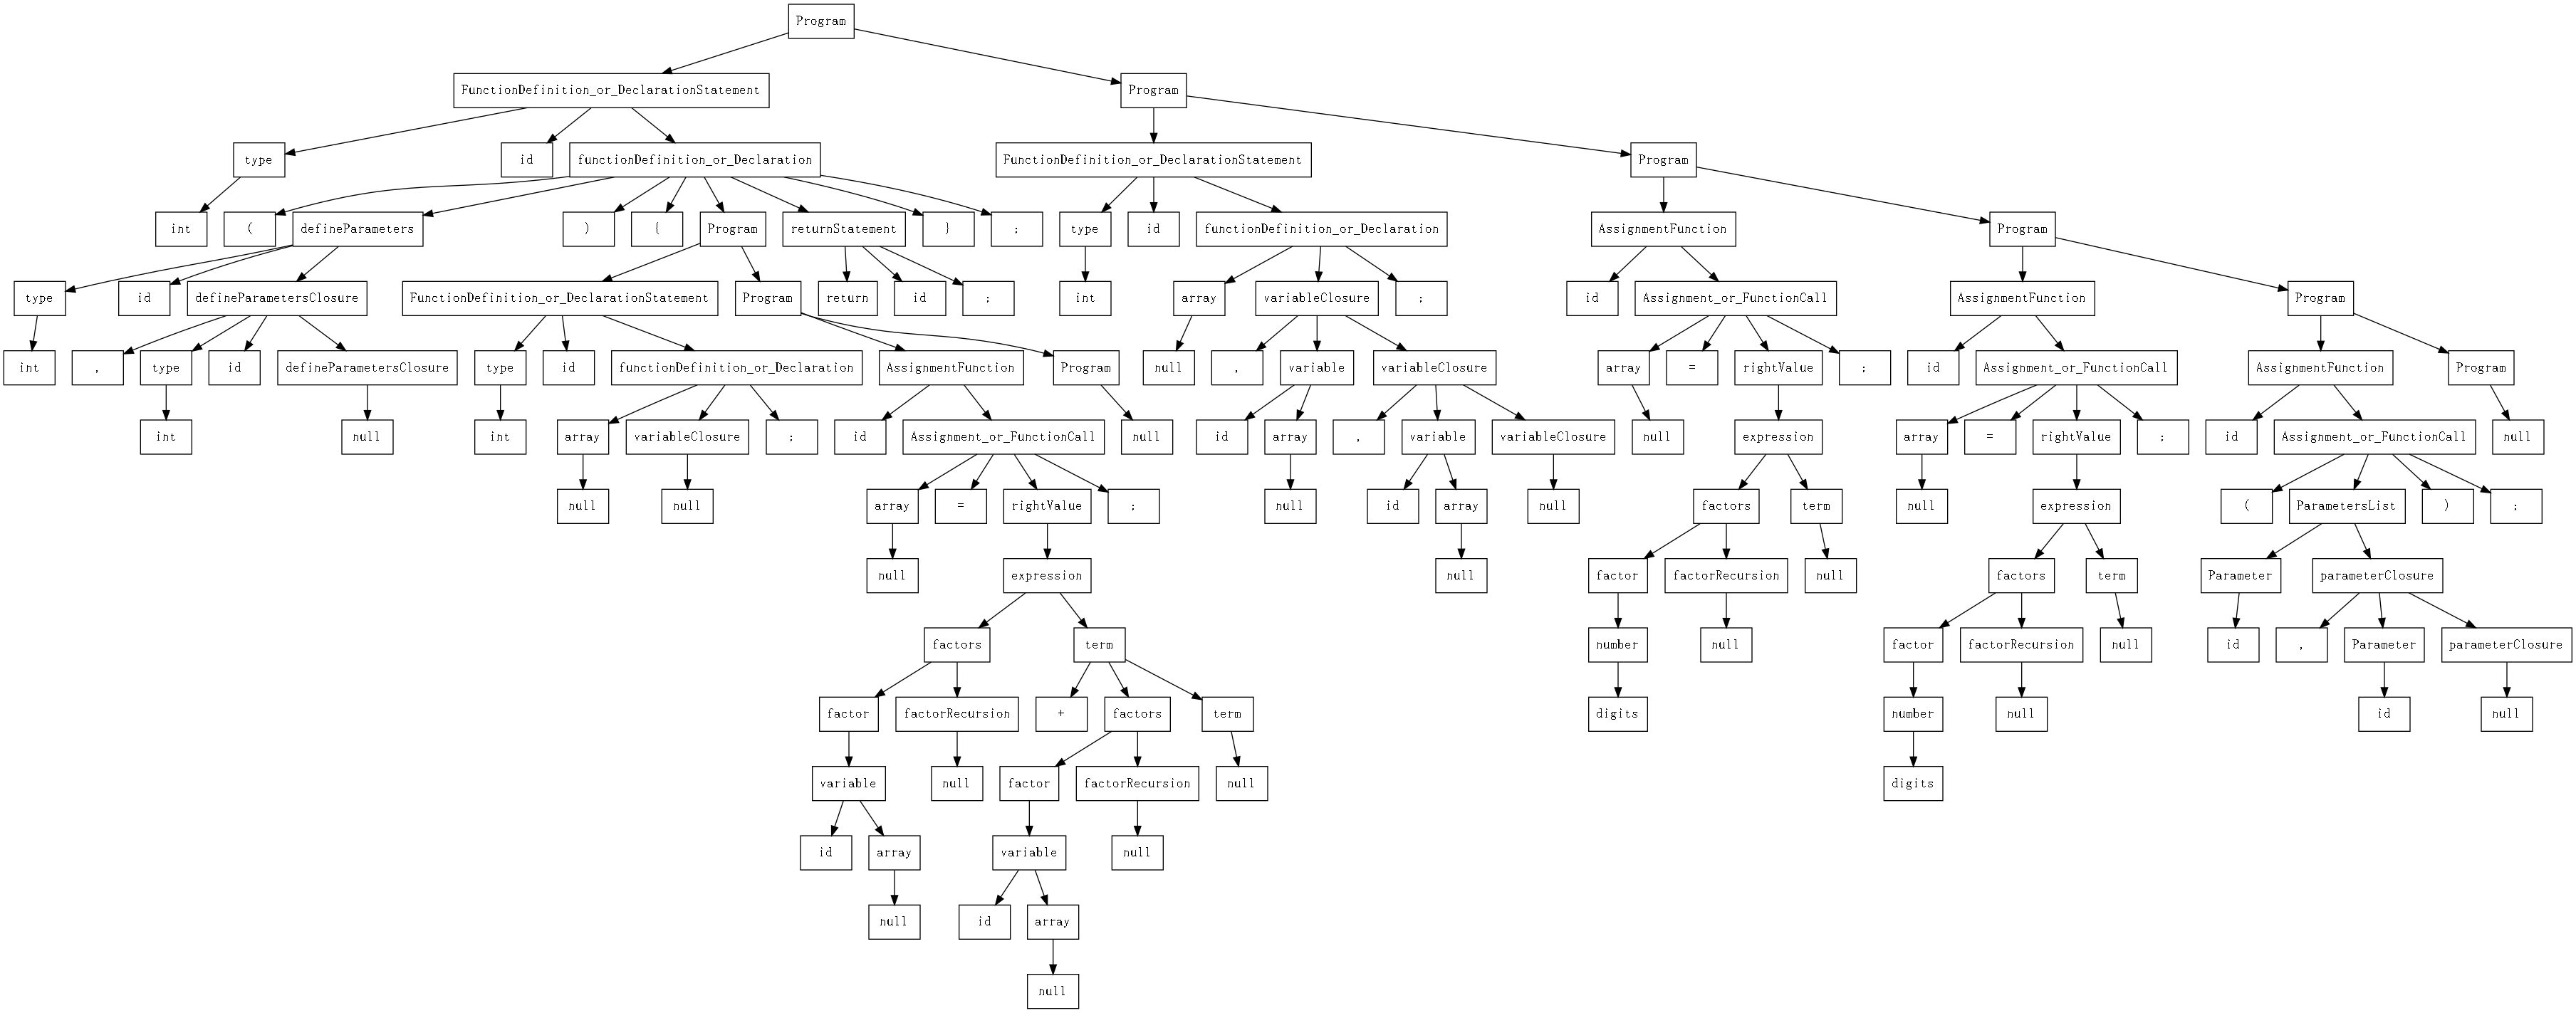 Program
FunctionDefinition_or_DeclarationStatement Program
type id functionDefinition_or_Declaration FunctionDefinition_or_DeclarationStatement Program
int ( defineParameters ) { Program returnStatement } ; type id functionDefinition_or_Declaration AssignmentFunction Program
type id defineParametersClosure FunctionDefinition_or_DeclarationStatement Program return id ; int array variableClosure ; id Assignment_or_FunctionCall AssignmentFunction Program
int , type id defineParametersClosure type id functionDefinition_or_Declaration AssignmentFunction Program null , variable variableClosure array = rightValue ; id Assignment_or_FunctionCall AssignmentFunction Program
int null int array variableClosure ; id Assignment_or_FunctionCall null id array , variable variableClosure null expression array = rightValue ; id Assignment_or_FunctionCall null
null null array = rightValue ; null id array null factors term null expression ( ParametersList ) ;
null expression null factor factorRecursion null factors term Parameter parameterClosure
factors term number null factor factorRecursion null id , Parameter parameterClosure
factor factorRecursion + factors term digits number null id null
variable null factor factorRecursion null digits
id array variable null
null id array
null